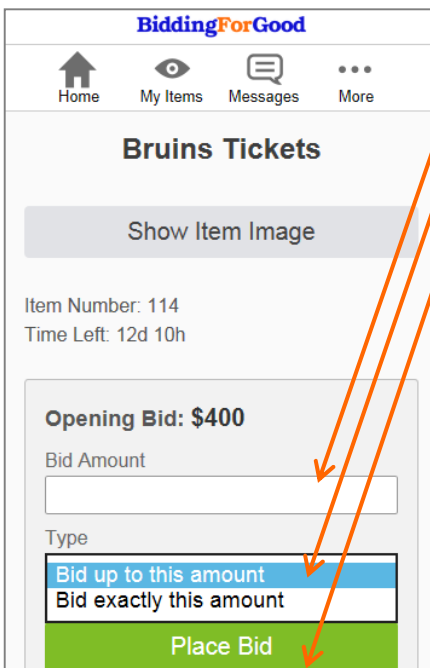 BiddingForGood
Home My Items Messages More
Bruins Tickets
Show Item Image
Item Number: 114
Time Left: 12d 10h
Opening Bid: $400
Bid Amount
Type
Bid up to this amount
Bid exactly this amount
Place Bid